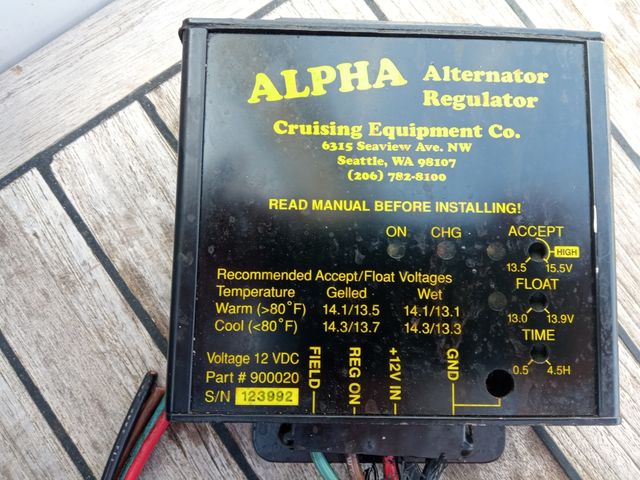 ALPHA Alternator
Regulator
Cruising Equipment Co.
6315 Seaview Ave. NW
Seattle, WA 98107
(206) 782-8100
READ MANUAL BEFORE INSTALLING!
ON CHG ACCEPT
HIGH
13.5 15.5V
Recommended Accept/Float Voltages
Temperature Gelled Wet
Warm (>80°F) 14.1/13.5 14.1/13.1
Cool (<80°F) 14.3/13.7 14.3/13.3
FLOAT
13.0 13.9V
TIME
0.5 4.5H
Voltage 12 VDC
Part # 900020
S/N 123992
FIELD
REG ON
+12V IN
GND